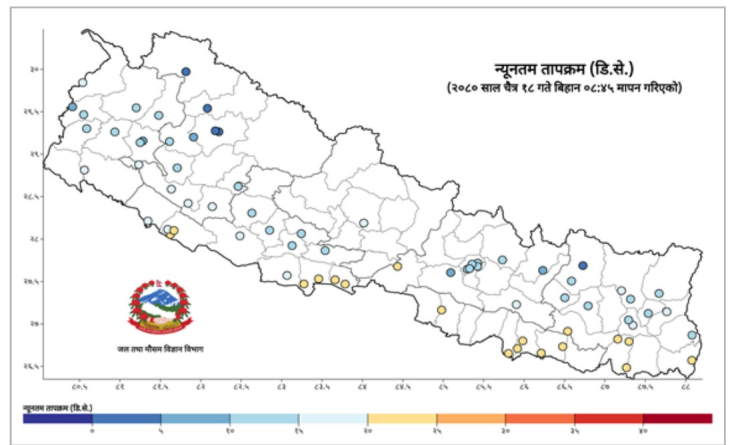 न्यूनतम तापक्रम (डि.से.)
(२०८० साल चैत्र १८ गते बिहान ०८:४५ मापन गरिएको)
३०
२९.५
२९
२८.५
२८
२७.५
२७
२६.५
जल तथा मौसम विज्ञान विभाग
८०.५ ८१ ८१.५ ८२ ८२.५ ८३ ८३.५ ८४ ८४.५ ८५ ८५.५ ८६ ८६.५ ८७ ८७.५ ८८
न्यूनतम तापक्रम (डि.से.)
० ५ १० १५ २० २५ ३० ३५ ४०